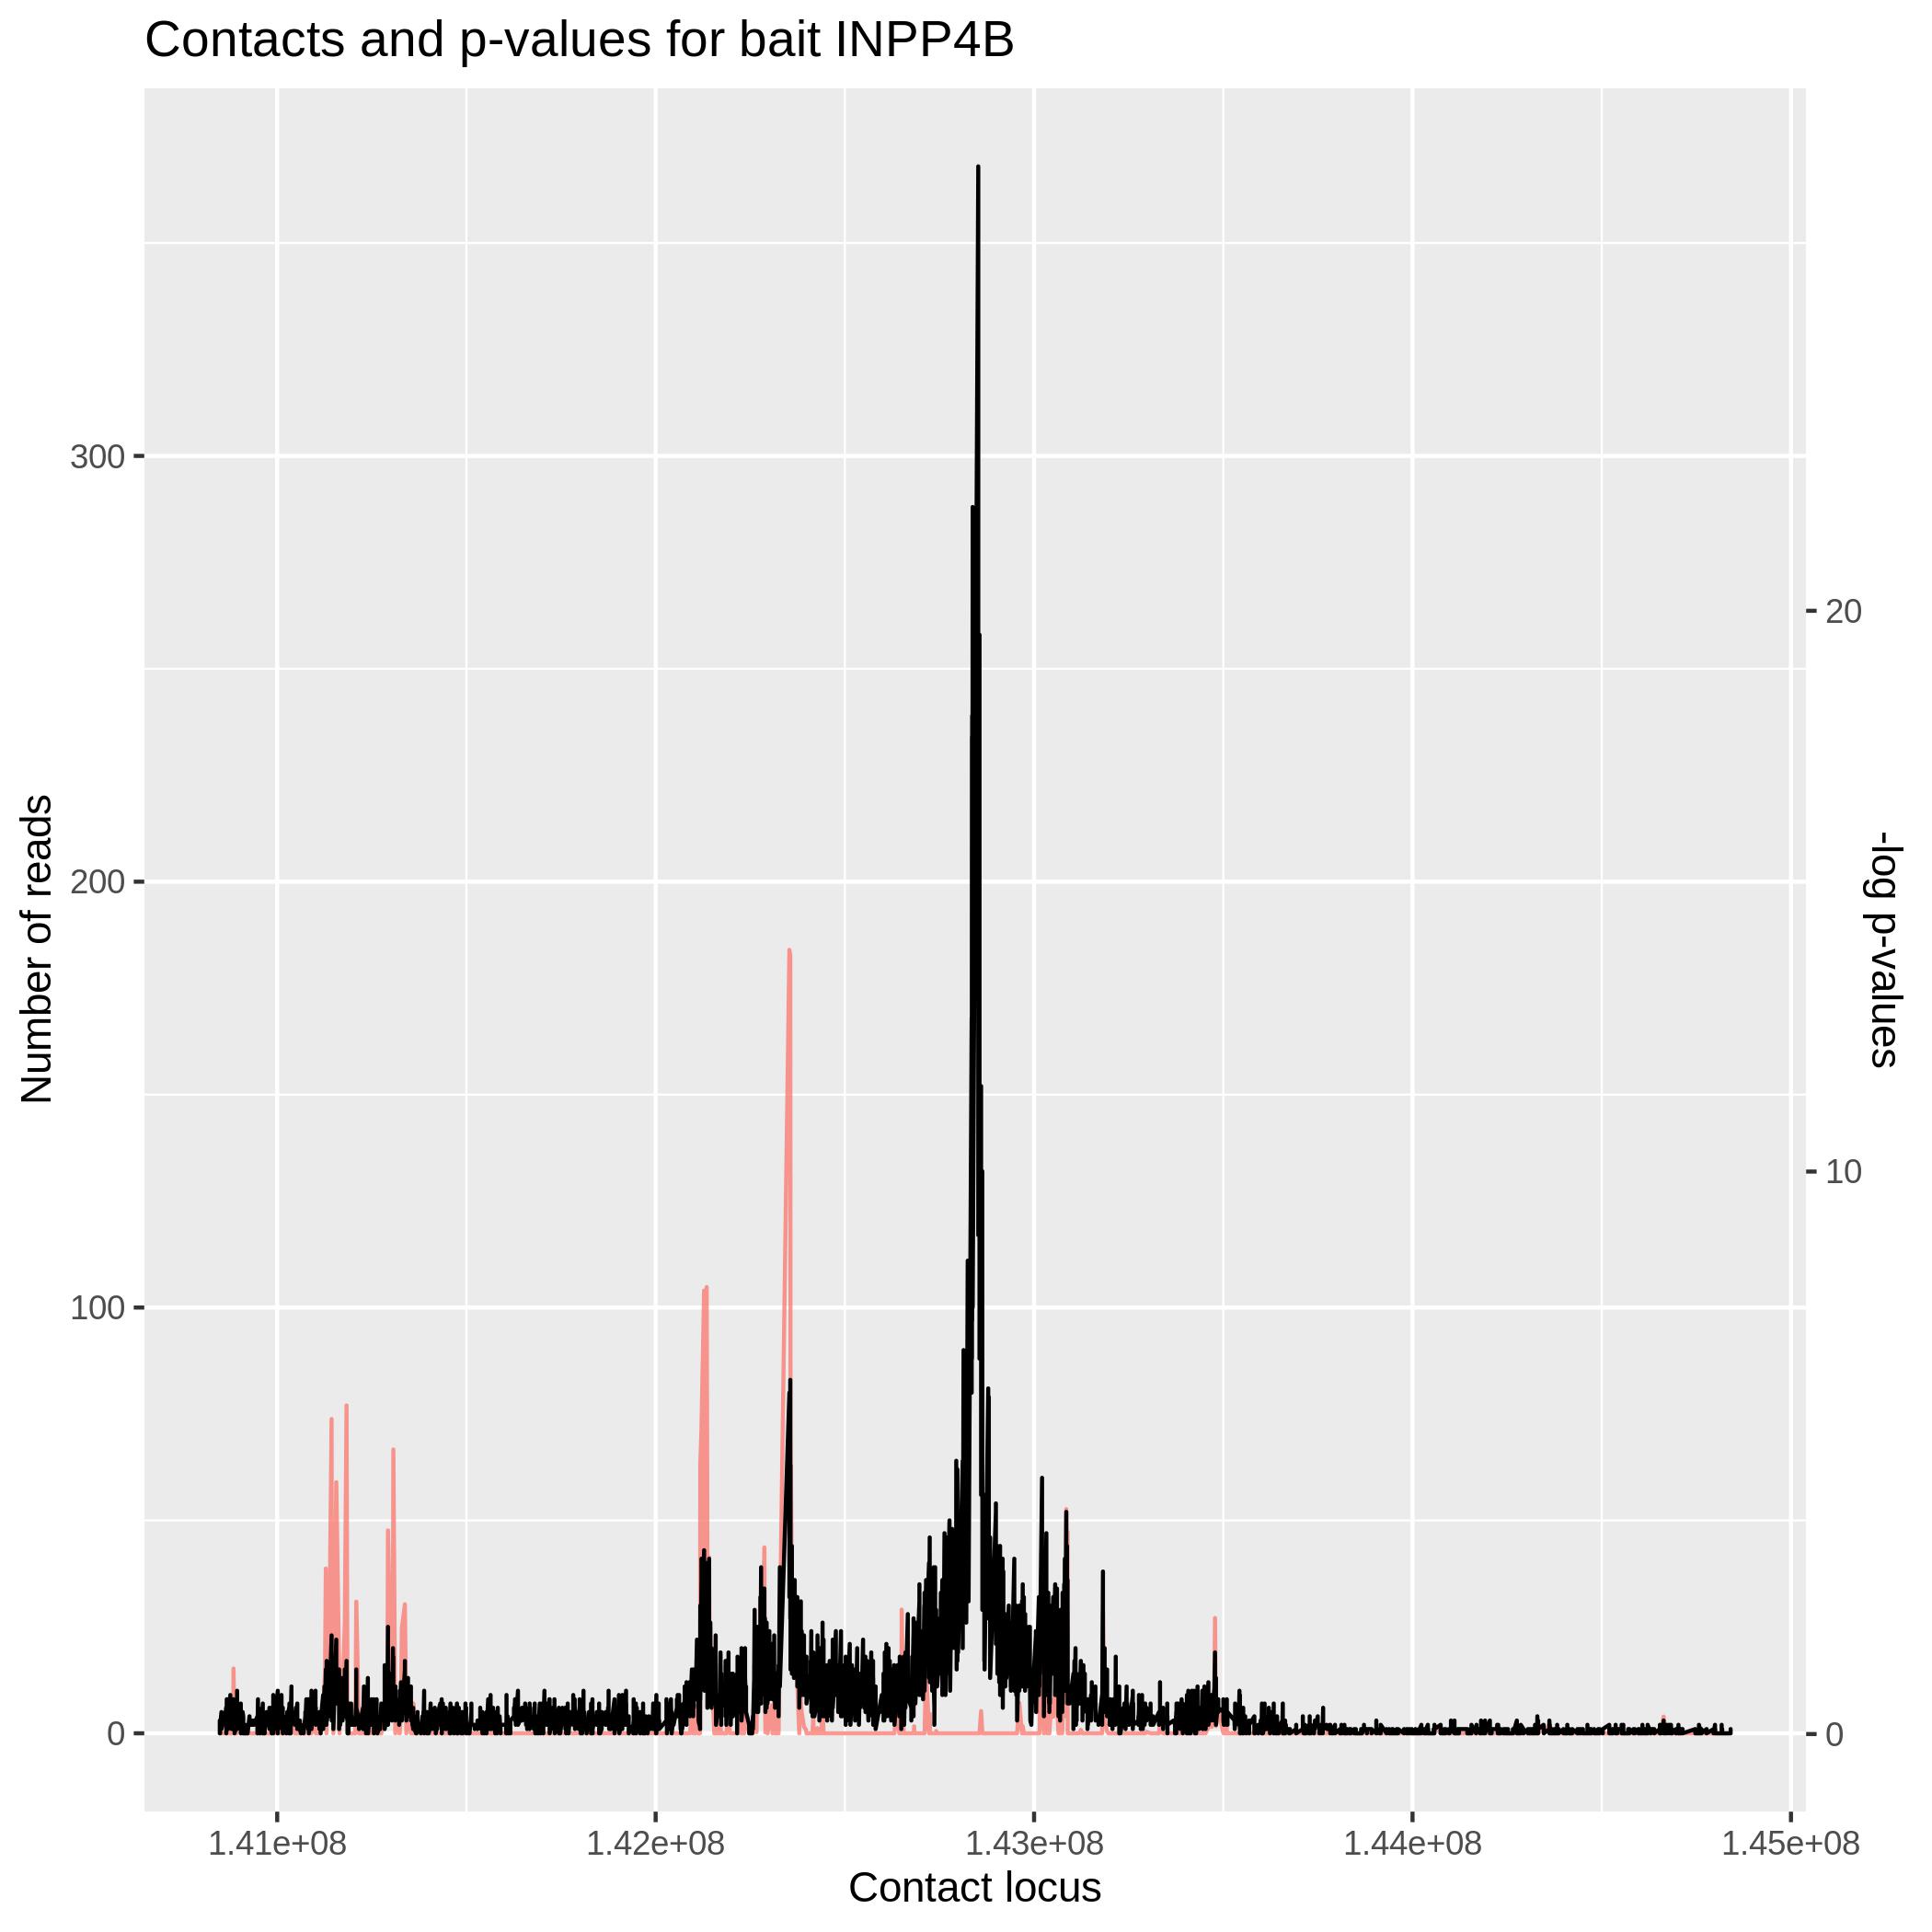 Contacts and p-values for bait INPP4B
300
200
100
0
Number of reads
20
10
0
-log p-values
1.41e+08 1.42e+08 1.43e+08 1.44e+08 1.45e+08
Contact locus